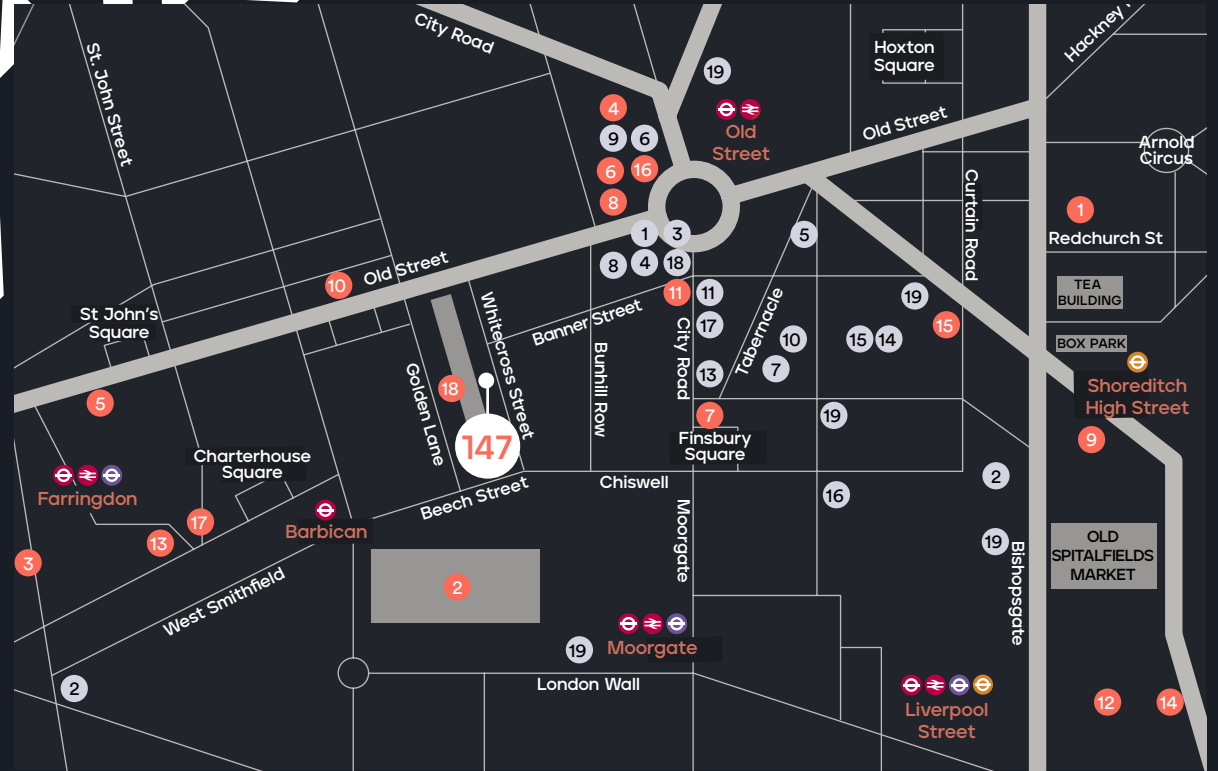 City Road
Hackney
St. John Street
Hoxton
Square
19
4
9
6
Old
Street
Old Street
6
16
8
Arnold
Circus
Curtain Road
1
Redchurch St
1
3
5
8
4
18
Old Street
10
11
11
19
TEA
BUILDING
St John's
Square
Whitecross Street
Banner Street
City Road
17
Tabernacle
10
15
14
15
BOX PARK
Bunhill Row
13
7
Shoreditch
High Street
5
Golden Lane
18
7
19
9
147
Finsbury
Square
Charterhouse
Square
Farringdon
Beech Street
Chiswell
2
16
Barbican
17
13
Moorgate
19
Bishopsgate
OLD
SPITALFIELDS
MARKET
3
West Smithfield
2
19
Moorgate
2
London Wall
Liverpool
Street
12
14